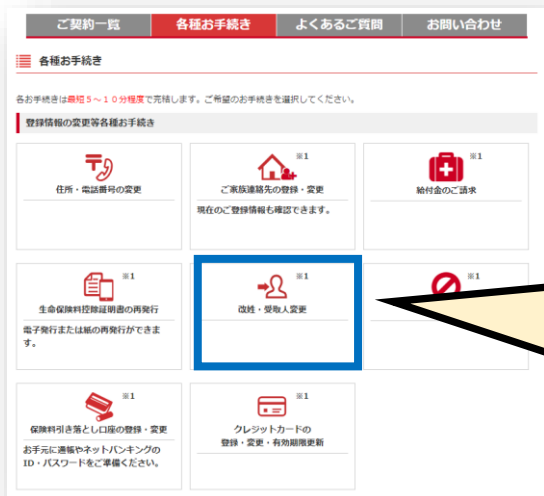 ご契約一覧
各種お手続き
よくあるご質問
お問い合わせ
各種お手続き
各お手続きは最短5~10分程度で完結します。ご希望のお手続きを選択してください。
登録情報の変更等各種お手続き
住所・電話番号の変更
※1
ご家族連絡先の登録・変更
現在のご登録情報も確認できます。
※1
給付金のご請求
※1
生命保険料控除証明書の再発行
電子発行または紙の再発行ができま
す。
※1
改姓・受取人変更
※1
※1
保険料引き落とし口座の登録・変更
お手元に通帳やネットバンキングの
ID・パスワードをご準備ください。
※1
クレジットカードの
登録・変更・有効期限更新